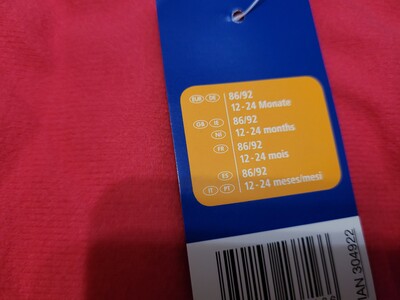 EUR DE 86/92
12-24 Monate
GB IE 86/92
NI 12-24 months
FR 86/92
12-24 mois
ES 86/92
IT PT 12-24 meses/mesi
IAN 304922